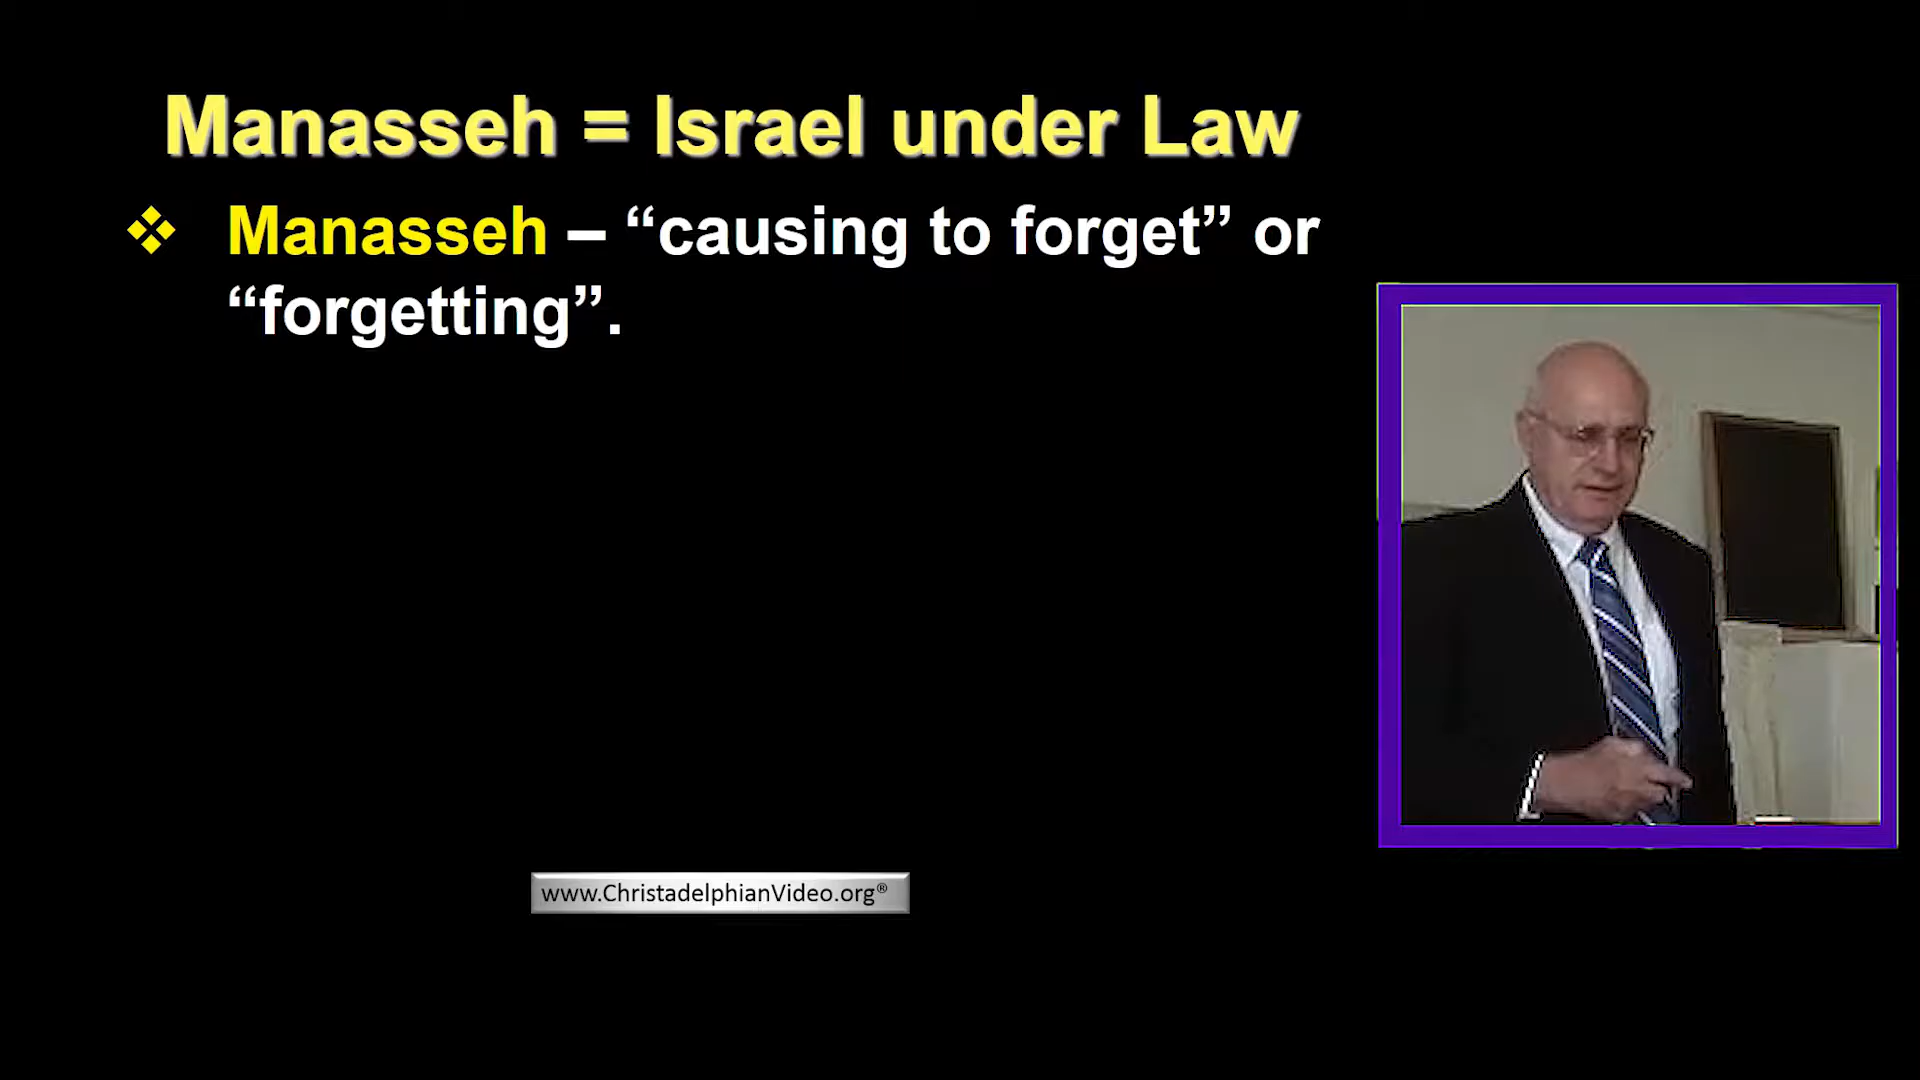 Manasseh = Israel under Law
❖ Manasseh – “causing to forget” or
“forgetting”.
www.ChristadelphianVideo.org®